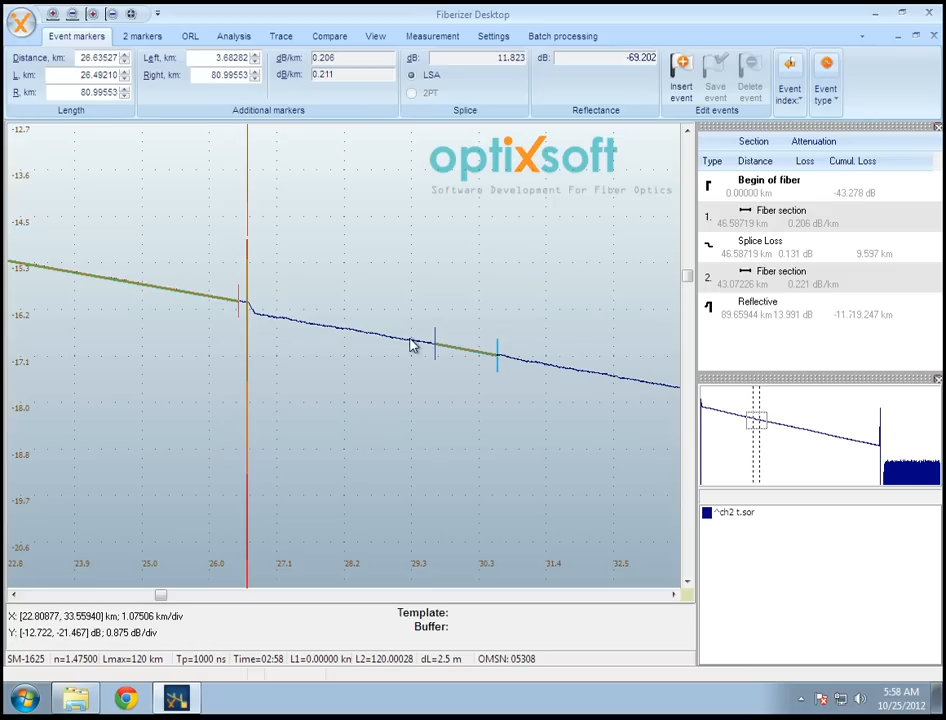 Fiberizer Desktop
Event markers 2 markers ORL Analysis Trace Compare View Measurement Settings Batch processing
Distance, km: 26.63527
L, km: 26.49210
R, km: 80.99553
Length
Left, km: 3.68282
Right, km: 80.99553
dB/km: 0.206
dB/km: 0.211
Additional markers
dB: 11.823
LSA
2PT
Splice
dB: -69.202
Reflectance
Insert event
Save event
Delete event
Edit events
Event index:
Event type
-12.7
-13.6
-14.5
-15.3
-16.2
-17.1
-18.0
-18.8
-19.7
-20.6
22.8 23.9 25.0 26.0 27.1 28.2 29.3 30.3 31.4 32.5
optixsoft
Software Development For Fiber Optics
Section Attenuation
Type Distance Loss Cumul. Loss
Begin of fiber
0.00000 km -43.278 dB
1. Fiber section
46.58719 km 0.206 dB/km
Splice Loss
46.58719 km 0.131 dB 9.597 km
2. Fiber section
43.07226 km 0.221 dB/km
Reflective
89.65944 km 13.991 dB
^ch2 t.sor
X: [22.80877, 33.55940] km; 1.07506 km/div
Y: [-12.722, -21.467] dB; 0.875 dB/div
Template:
Buffer:
SM-1625 n=1.47500 Lmax=120 km Tp=1000 ns Time=02:58 L1=0.00000 km L2=120.00028 dL=2.5 m OMSN: 05308
5:58 AM
10/25/2012